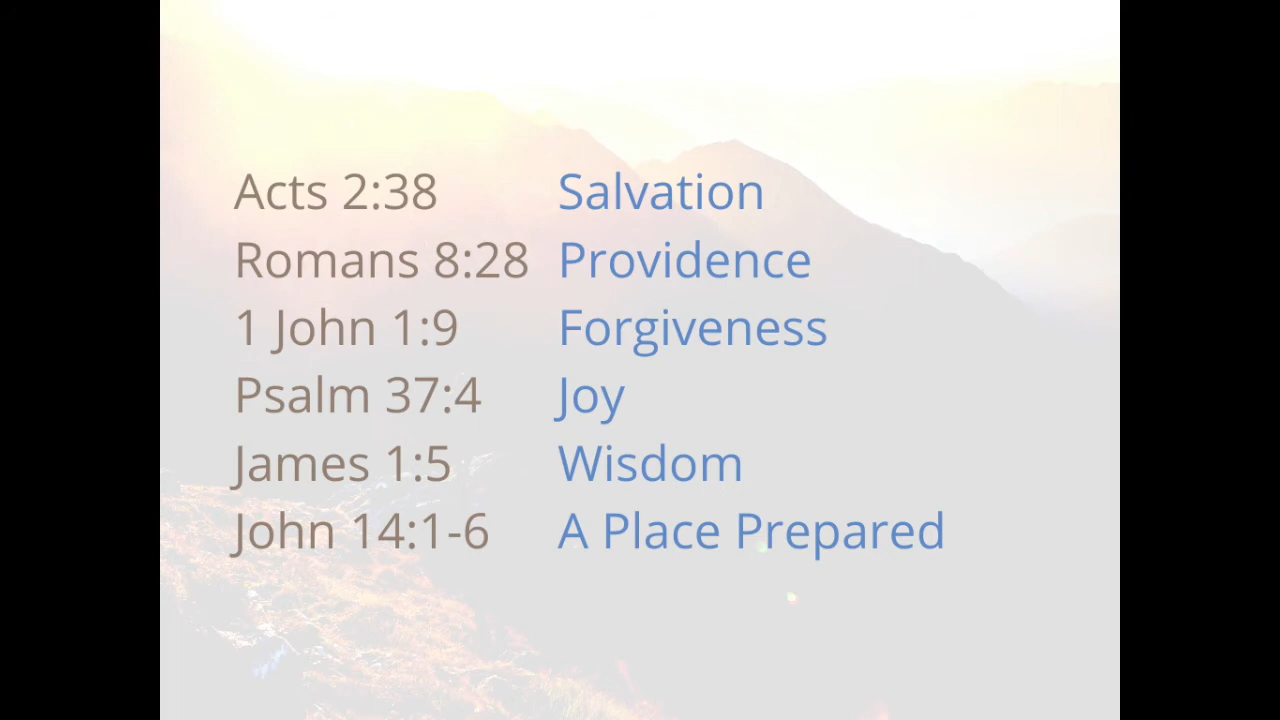 Acts 2:38 Salvation
Romans 8:28 Providence
1 John 1:9 Forgiveness
Psalm 37:4 Joy
James 1:5 Wisdom
John 14:1-6 A Place Prepared